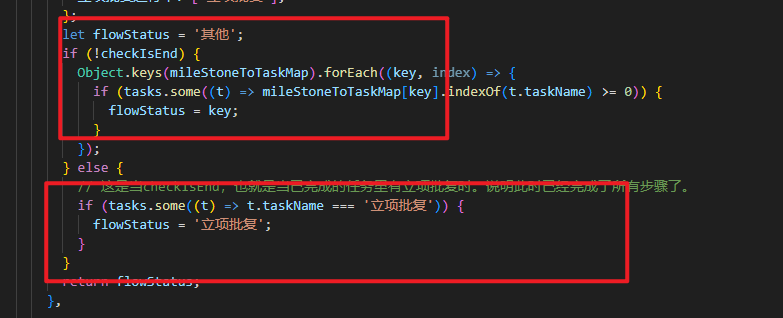 };
let flowStatus = '其他';
if (!checkIsEnd) {
Object.keys(mileStoneToTaskMap).forEach((key, index) => {
if (tasks.some((t) => mileStoneToTaskMap[key].indexOf(t.taskName) >= 0)) {
flowStatus = key;
}
});
} else {
// 这是当checkIsEnd, 也就是当已完成的任务里有立项批复时。说明此时已经完成了所有步骤了。
if (tasks.some((t) => t.taskName === '立项批复')) {
flowStatus = '立项批复';
}
}
return flowStatus;
},